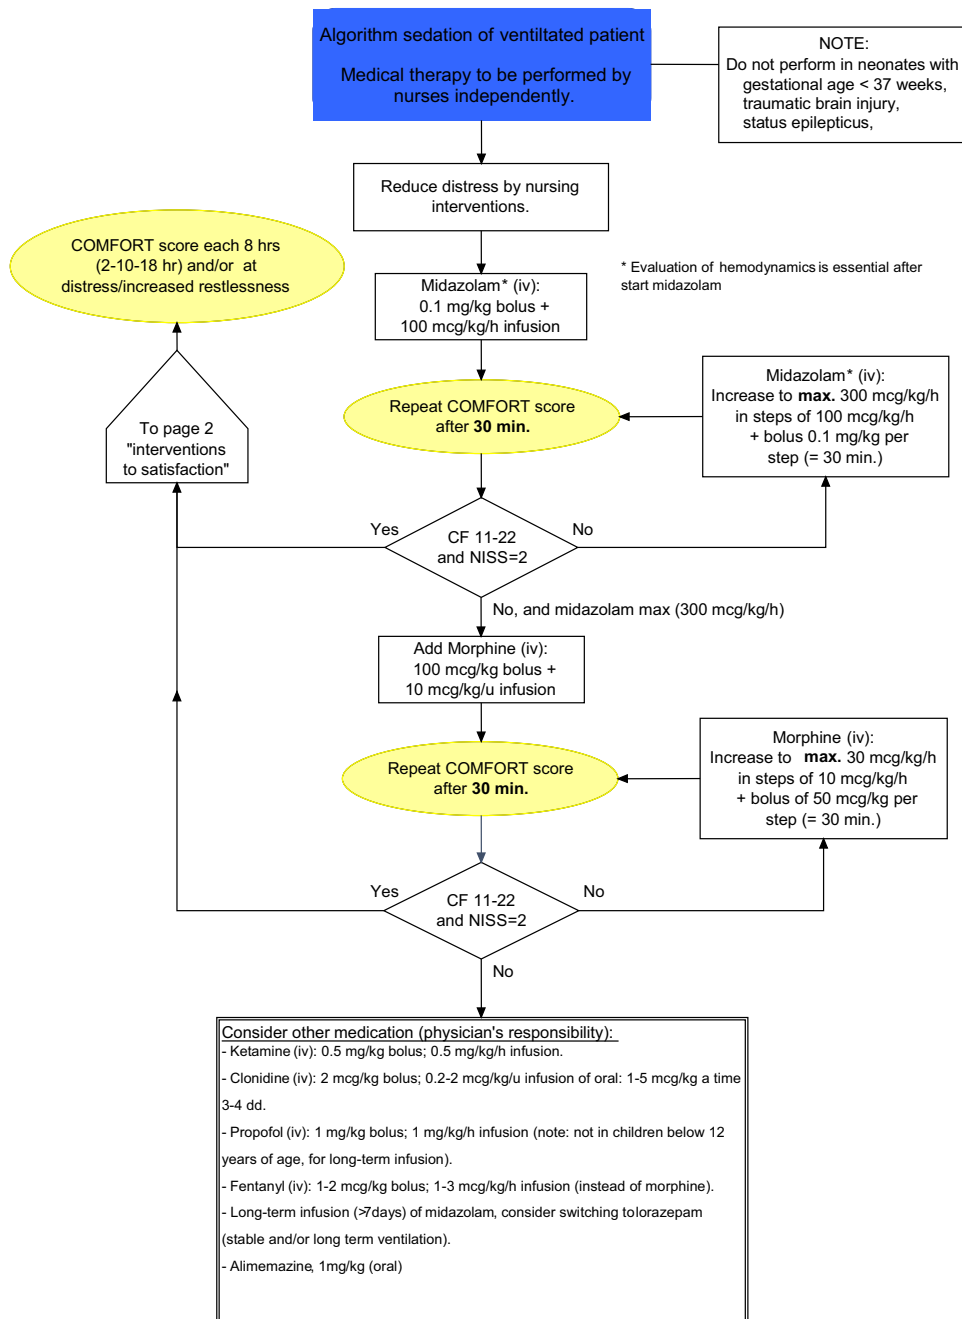 Algorithm sedation of ventiltated patient
Medical therapy to be performed by
nurses independently.
NOTE:
Do not perform in neonates with
gestational age < 37 weeks,
traumatic brain injury,
status epilepticus,
Reduce distress by nursing
interventions.
COMFORT score each 8 hrs
(2-10-18 hr) and/or at
distress/increased restlessness
* Evaluation of hemodynamics is essential after
start midazolam
Midazolam* (iv):
0.1 mg/kg bolus +
100 mcg/kg/h infusion
Midazolam* (iv):
Increase to max. 300 mcg/kg/h
in steps of 100 mcg/kg/h
+ bolus 0.1 mg/kg per
step (= 30 min.)
Repeat COMFORT score
after 30 min.
To page 2
"interventions
to satisfaction"
Yes
CF 11-22
and NISS=2
No
No, and midazolam max (300 mcg/kg/h)
Add Morphine (iv):
100 mcg/kg bolus +
10 mcg/kg/u infusion
Morphine (iv):
Increase to max. 30 mcg/kg/h
in steps of 10 mcg/kg/h
+ bolus of 50 mcg/kg per
step (= 30 min.)
Repeat COMFORT score
after 30 min.
Yes
CF 11-22
and NISS=2
No
No
Consider other medication (physician's responsibility):
- Ketamine (iv): 0.5 mg/kg bolus; 0.5 mg/kg/h infusion.
- Clonidine (iv): 2 mcg/kg bolus; 0.2-2 mcg/kg/u infusion of oral: 1-5 mcg/kg a time
3-4 dd.
- Propofol (iv): 1 mg/kg bolus; 1 mg/kg/h infusion (note: not in children below 12
years of age, for long-term infusion).
- Fentanyl (iv): 1-2 mcg/kg bolus; 1-3 mcg/kg/h infusion (instead of morphine).
- Long-term infusion (>7days) of midazolam, consider switching to lorazepam
(stable and/or long term ventilation).
- Alimemazine, 1mg/kg (oral)